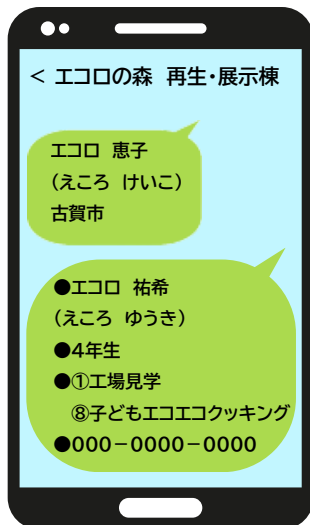 < エコロの森 再生・展示棟
エコロ 恵子
（えころ けいこ）
古賀市
●エコロ 祐希
（えころ ゆうき）
●4年生
●①工場見学
⑧子どもエコエコクッキング
●000－0000－0000